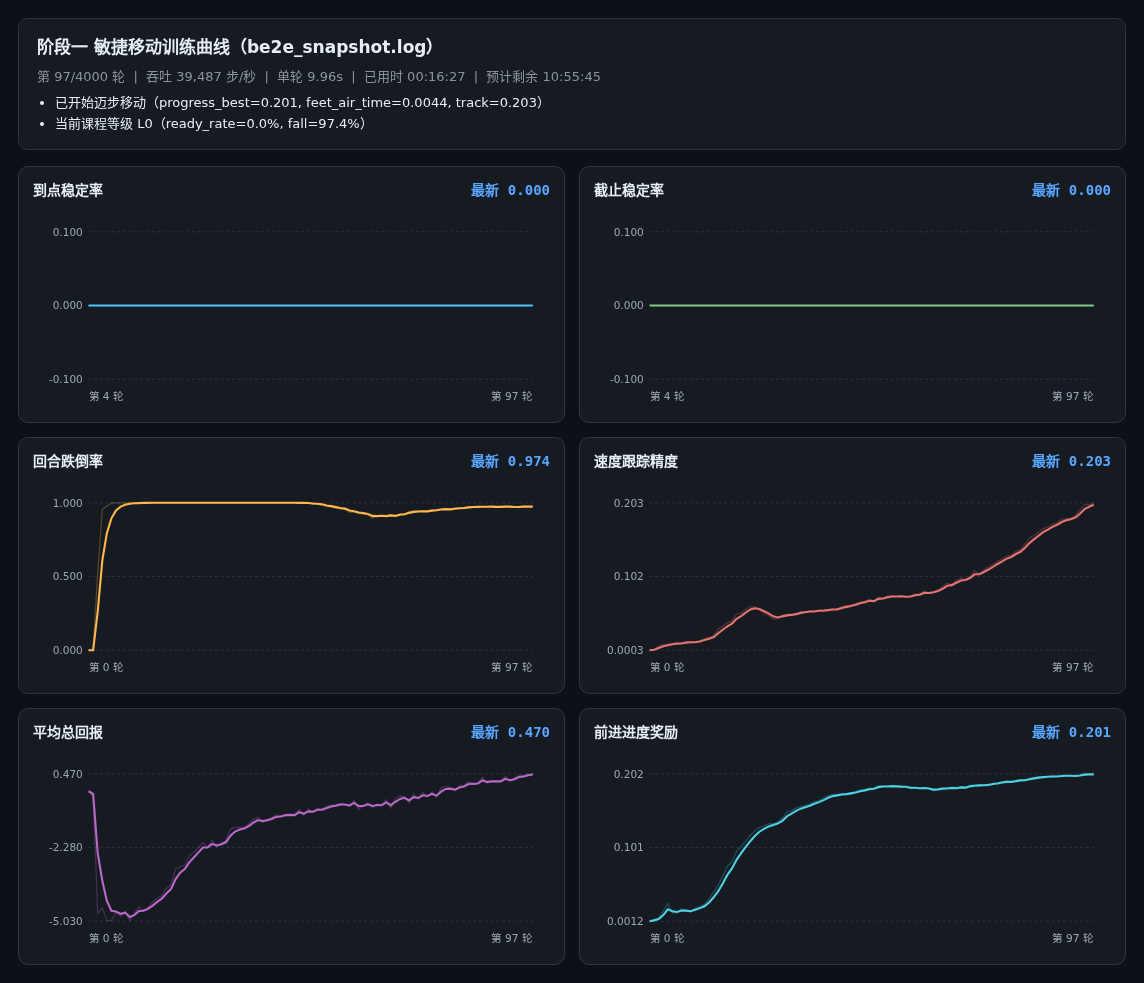 阶段一 敏捷移动训练曲线（be2e_snapshot.log）
第 97/4000 轮 | 吞吐 39,487 步/秒 | 单轮 9.96s | 已用时 00:16:27 | 预计剩余 10:55:45
• 已开始迈步移动（progress_best=0.201, feet_air_time=0.0044, track=0.203）
• 当前课程等级 L0（ready_rate=0.0%, fall=97.4%）
到点稳定率 最新 0.000
0.100
0.000
-0.100
第 4 轮 第 97 轮
截止稳定率 最新 0.000
0.100
0.000
-0.100
第 4 轮 第 97 轮
回合跌倒率 最新 0.974
1.000
0.500
0.000
第 0 轮 第 97 轮
速度跟踪精度 最新 0.203
0.203
0.102
0.0003
第 0 轮 第 97 轮
平均总回报 最新 0.470
0.470
-2.280
-5.030
第 0 轮 第 97 轮
前进进度奖励 最新 0.201
0.202
0.101
0.0012
第 0 轮 第 97 轮